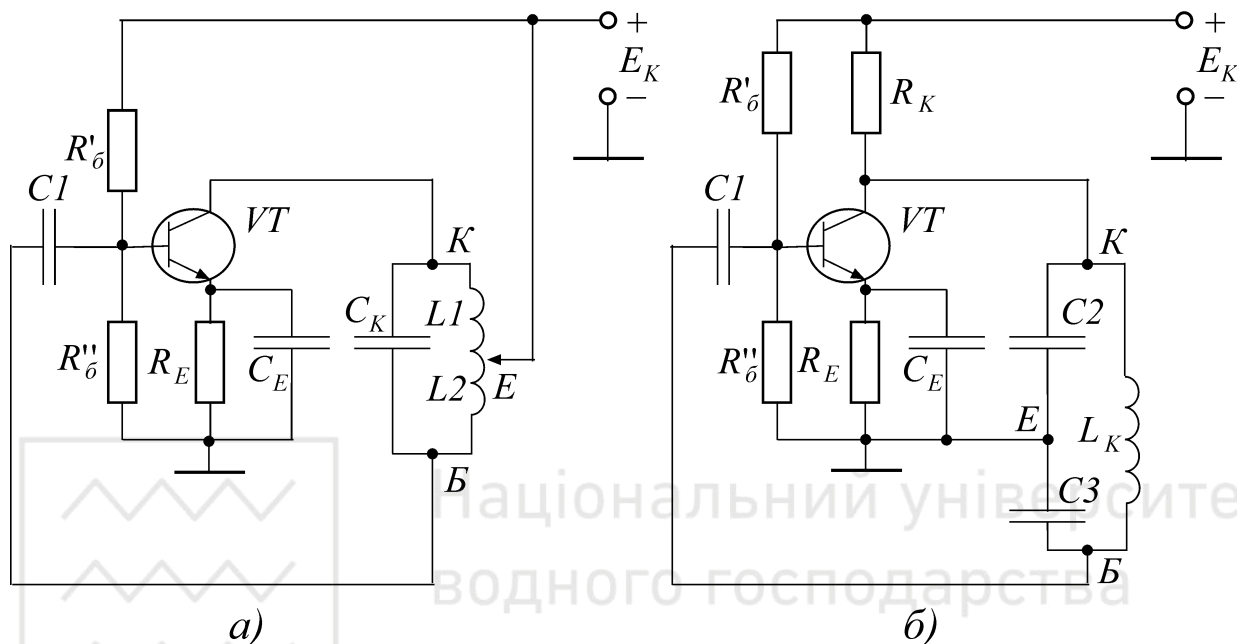 +
E_K
−
R'_б
C1
VT
К
C_K
L1
R''_б
R_E
C_E
L2
E
Б
а)
+
E_K
−
R'_б
R_K
C1
VT
К
C2
R''_б
R_E
C_E
E
L_K
C3
Б
б)
Національний університе
водного господарства